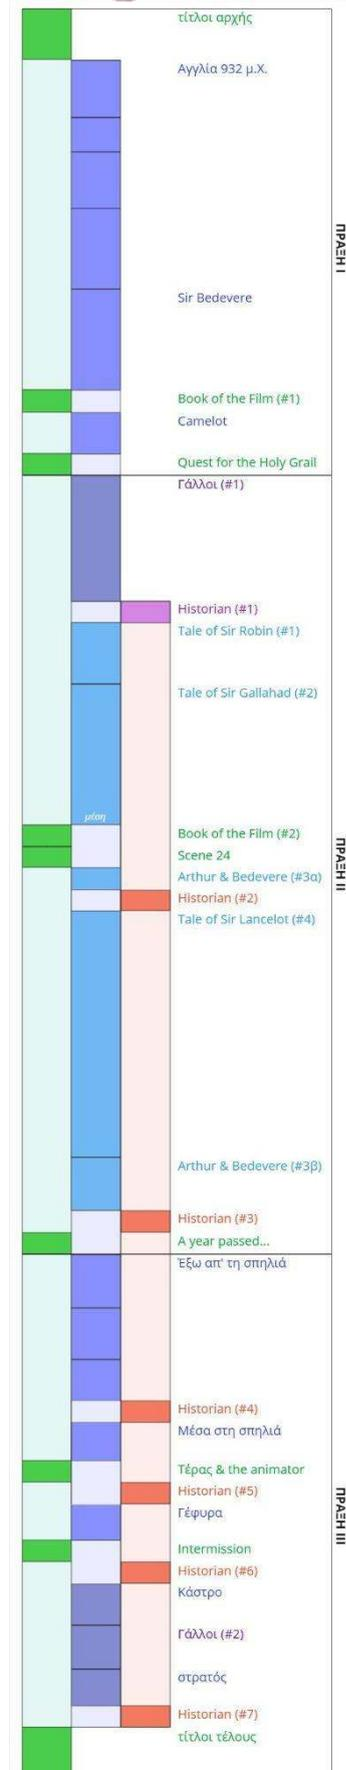 τίτλοι αρχής
Αγγλία 932 μ.Χ.
ΠΡΑΞΗ Ι
Sir Bedevere
Book of the Film (#1)
Camelot
Quest for the Holy Grail
Γάλλοι (#1)
Historian (#1)
Tale of Sir Robin (#1)
Tale of Sir Gallahad (#2)
μέση
Book of the Film (#2)
Scene 24
Arthur & Bedevere (#3α)
ΠΡΑΞΗ ΙΙ
Historian (#2)
Tale of Sir Lancelot (#4)
Arthur & Bedevere (#3β)
Historian (#3)
A year passed...
Έξω απ' τη σπηλιά
Historian (#4)
Μέσα στη σπηλιά
Τέρας & the animator
Historian (#5)
Γέφυρα
ΠΡΑΞΗ ΙΙΙ
Intermission
Historian (#6)
Κάστρο
Γάλλοι (#2)
στρατός
Historian (#7)
τίτλοι τέλους